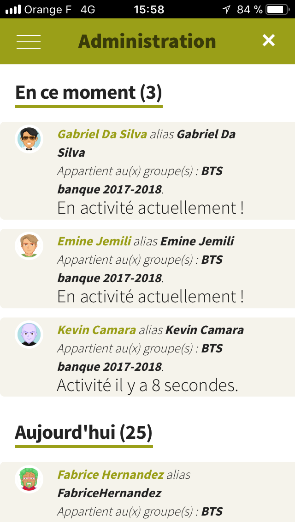 Orange F 4G 15:58 84 %
Administration ×
En ce moment (3)
Gabriel Da Silva alias Gabriel Da
Silva
Appartient au(x) groupe(s) : BTS
banque 2017-2018.
En activité actuellement !
Emine Jemili alias Emine Jemili
Appartient au(x) groupe(s) : BTS
banque 2017-2018.
En activité actuellement !
Kevin Camara alias Kevin Camara
Appartient au(x) groupe(s) : BTS
banque 2017-2018.
Activité il y a 8 secondes.
Aujourd'hui (25)
Fabrice Hernandez alias
FabriceHernandez
Appartient au(x) groupe(s) : BTS